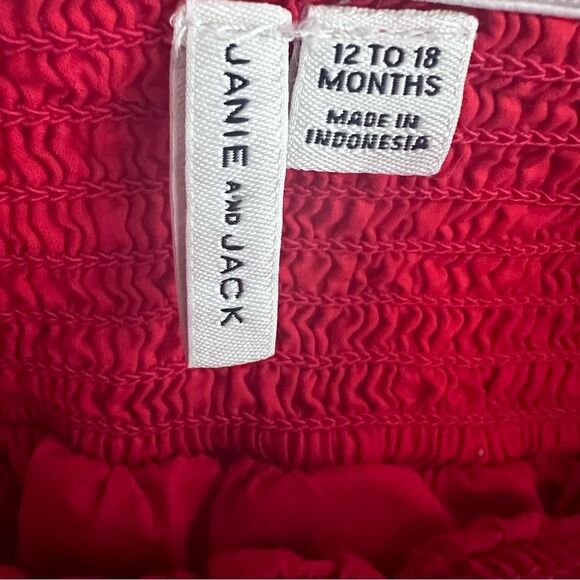 JANIE AND JACK
12 TO 18
MONTHS
MADE IN
INDONESIA